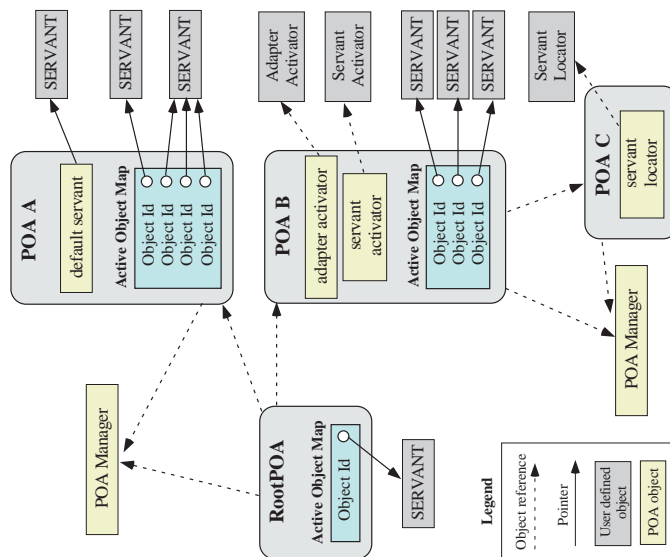 POA Manager
RootPOA
Active Object Map
Object Id
SERVANT
POA A
default servant
Active Object Map
Object Id
Object Id
Object Id
Object Id
SERVANT
SERVANT
SERVANT
POA B
adapter activator
servant
activator
Active Object Map
Object Id
Object Id
Object Id
Adapter
Activator
Servant
Activator
SERVANT
SERVANT
SERVANT
POA C
servant
locator
Servant
Locator
POA Manager
Legend
Object reference
Pointer
User defined
object
POA object